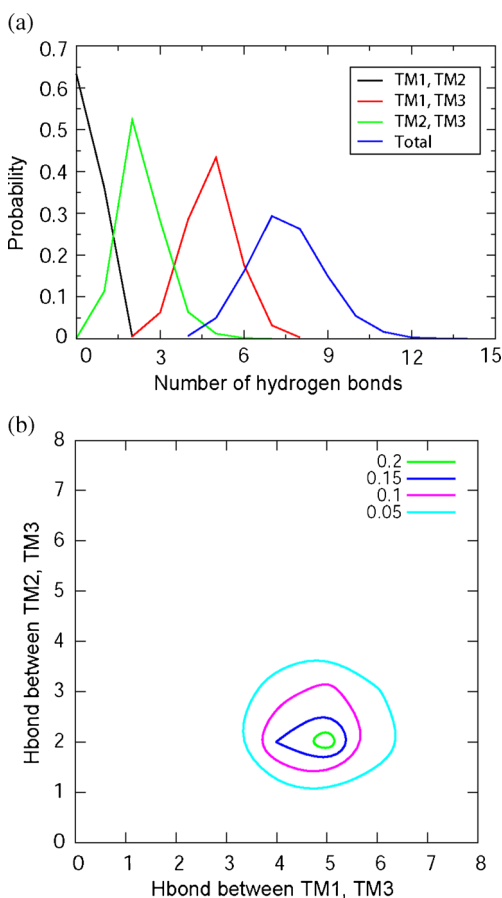 (a)
0.7
0.6
0.5
0.4
0.3
0.2
0.1
0
Probability
TM1, TM2
TM1, TM3
TM2, TM3
Total
0 3 6 9 12 15
Number of hydrogen bonds
(b)
8
7
6
5
4
3
2
1
0
Hbond between TM2, TM3
0.2
0.15
0.1
0.05
0 1 2 3 4 5 6 7 8
Hbond between TM1, TM3